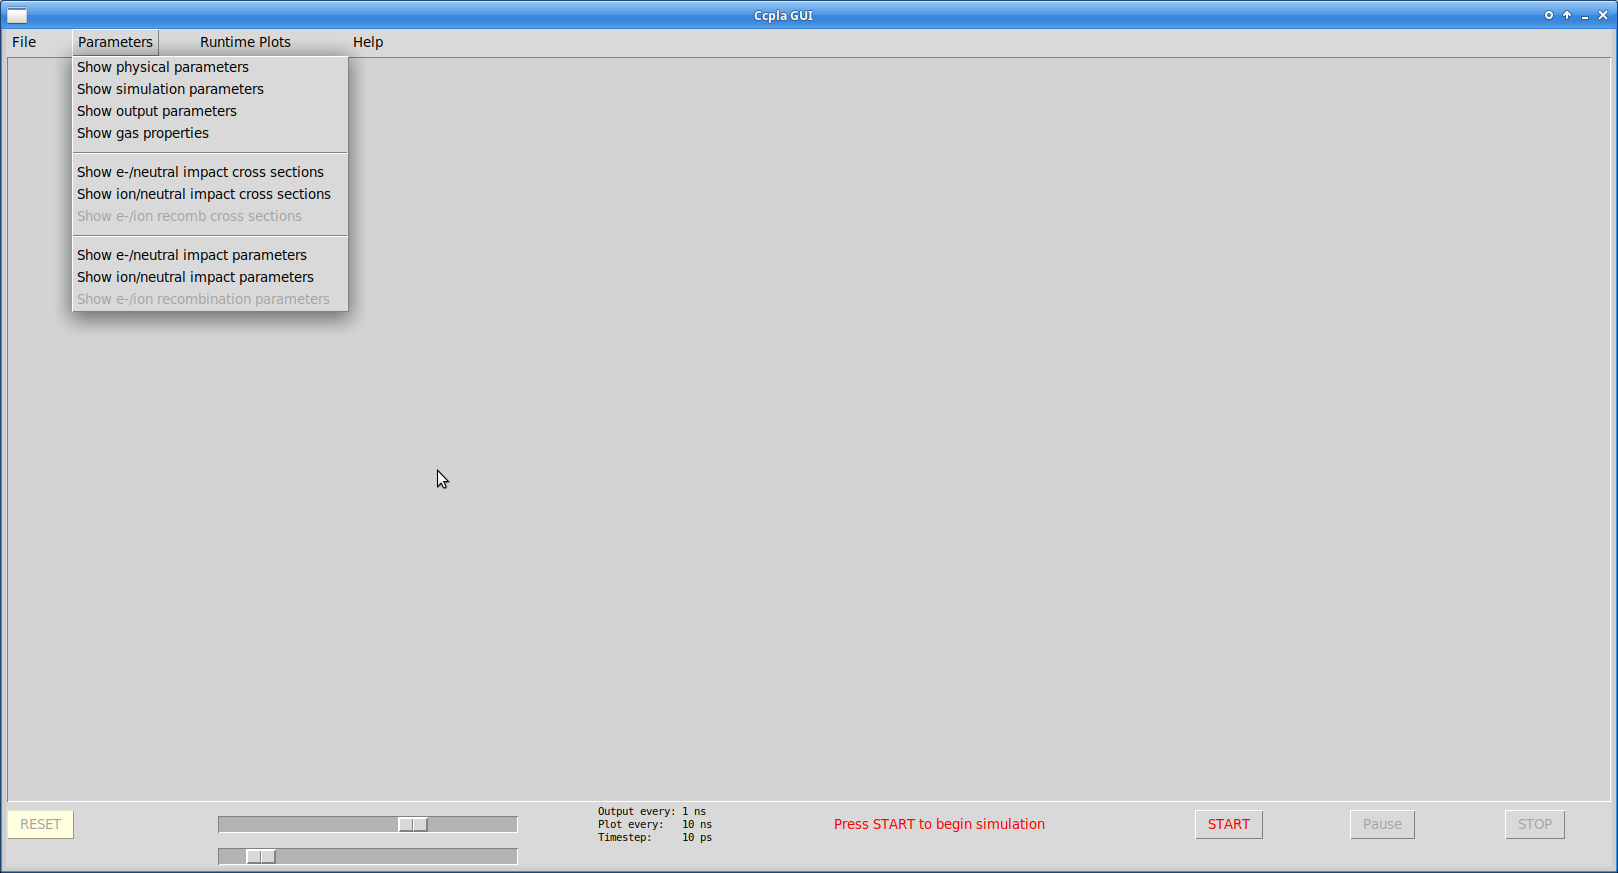 Ccpla GUI
File Parameters Runtime Plots Help
Show physical parameters
Show simulation parameters
Show output parameters
Show gas properties
Show e-/neutral impact cross sections
Show ion/neutral impact cross sections
Show e-/ion recomb cross sections
Show e-/neutral impact parameters
Show ion/neutral impact parameters
Show e-/ion recombination parameters
Output every: 1 ns
Plot every: 10 ns
Timestep: 10 ps
RESET
Press START to begin simulation
START
Pause
STOP